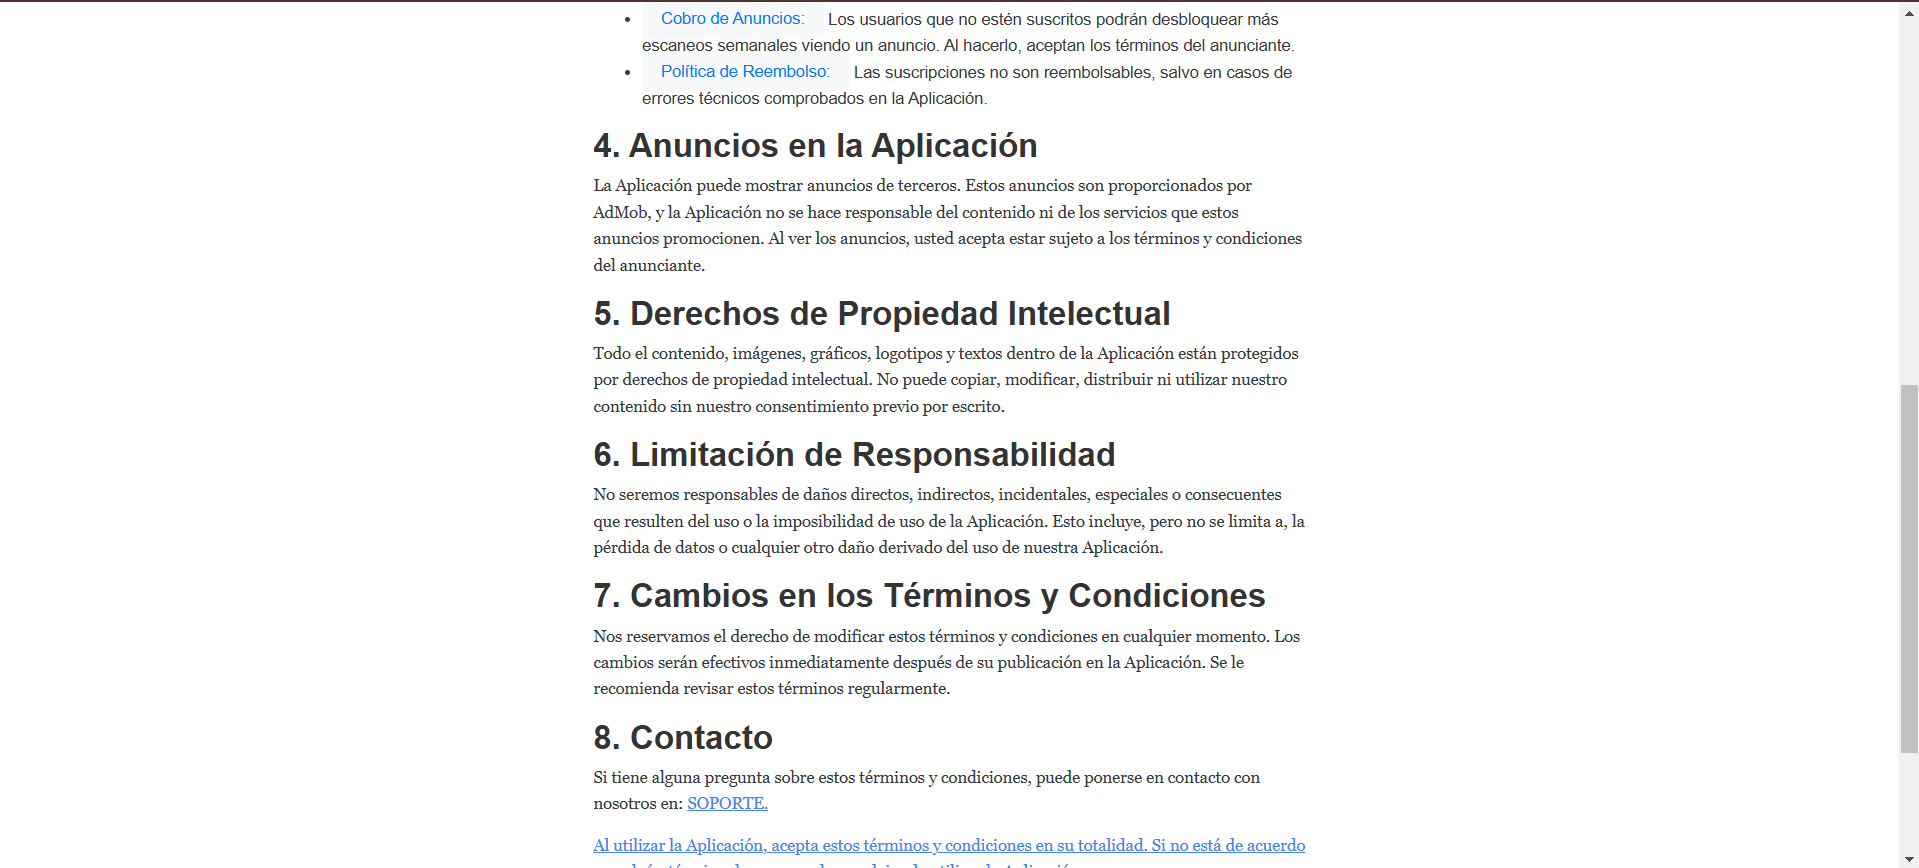 Cobro de Anuncios: Los usuarios que no estén suscritos podrán desbloquear más
escaneos semanales viendo un anuncio. Al hacerlo, aceptan los términos del anunciante.
Política de Reembolso: Las suscripciones no son reembolsables, salvo en casos de
errores técnicos comprobados en la Aplicación.
4. Anuncios en la Aplicación
La Aplicación puede mostrar anuncios de terceros. Estos anuncios son proporcionados por
AdMob, y la Aplicación no se hace responsable del contenido ni de los servicios que estos
anuncios promocionen. Al ver los anuncios, usted acepta estar sujeto a los términos y condiciones
del anunciante.
5. Derechos de Propiedad Intelectual
Todo el contenido, imágenes, gráficos, logotipos y textos dentro de la Aplicación están protegidos
por derechos de propiedad intelectual. No puede copiar, modificar, distribuir ni utilizar nuestro
contenido sin nuestro consentimiento previo por escrito.
6. Limitación de Responsabilidad
No seremos responsables de daños directos, indirectos, incidentales, especiales o consecuentes
que resulten del uso o la imposibilidad de uso de la Aplicación. Esto incluye, pero no se limita a, la
pérdida de datos o cualquier otro daño derivado del uso de nuestra Aplicación.
7. Cambios en los Términos y Condiciones
Nos reservamos el derecho de modificar estos términos y condiciones en cualquier momento. Los
cambios serán efectivos inmediatamente después de su publicación en la Aplicación. Se le
recomienda revisar estos términos regularmente.
8. Contacto
Si tiene alguna pregunta sobre estos términos y condiciones, puede ponerse en contacto con
nosotros en: SOPORTE.
Al utilizar la Aplicación, acepta estos términos y condiciones en su totalidad. Si no está de acuerdo